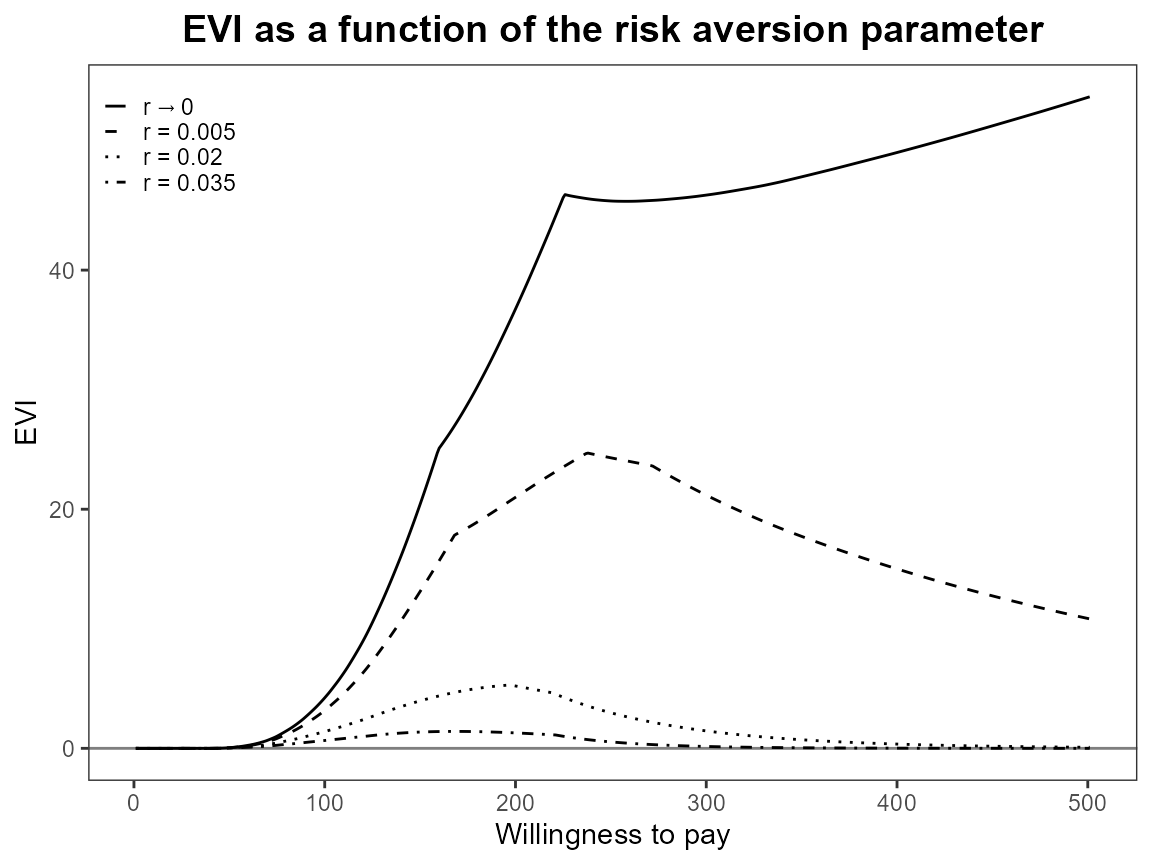 EVI as a function of the risk aversion parameter
r → 0
r = 0.005
r = 0.02
r = 0.035
40
20
0
EVI
0 100 200 300 400 500
Willingness to pay